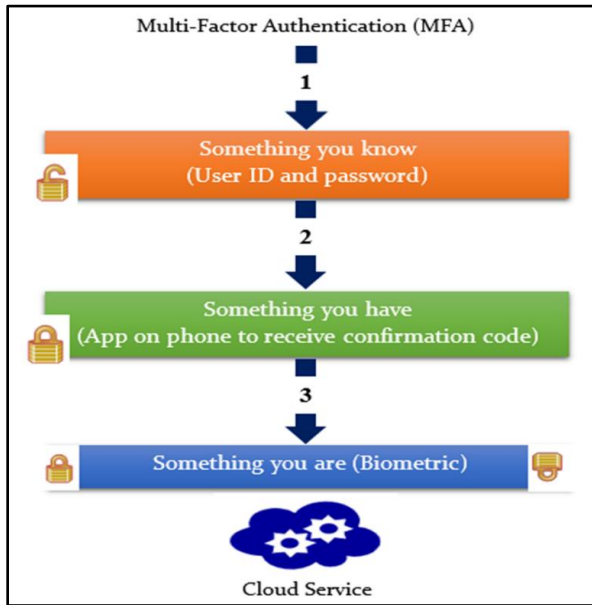 Multi-Factor Authentication (MFA)
1
Something you know
(User ID and password)
2
Something you have
(App on phone to receive confirmation code)
3
Something you are (Biometric)
Cloud Service